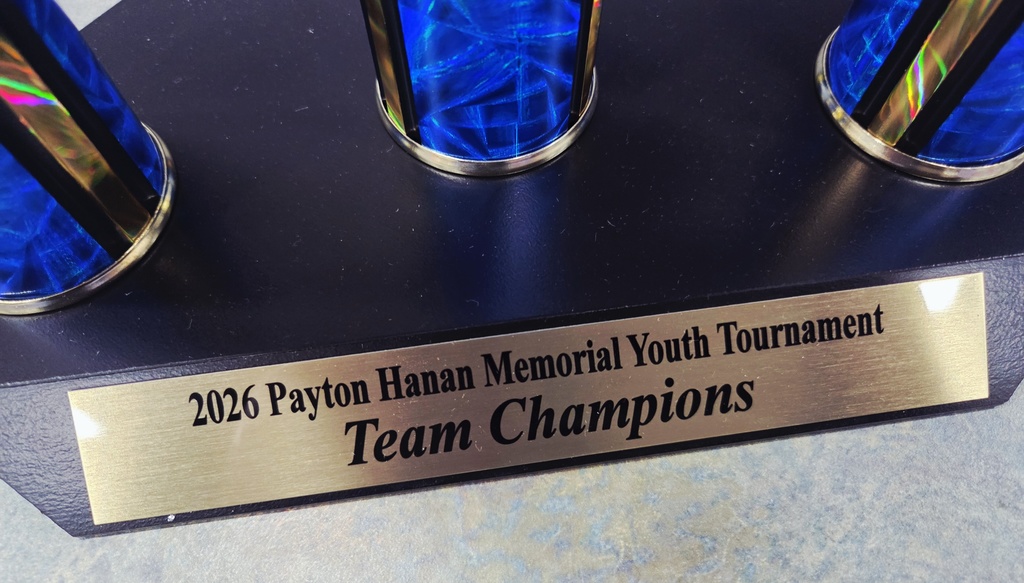 2026 Payton Hanan Memorial Youth Tournament
Team Champions